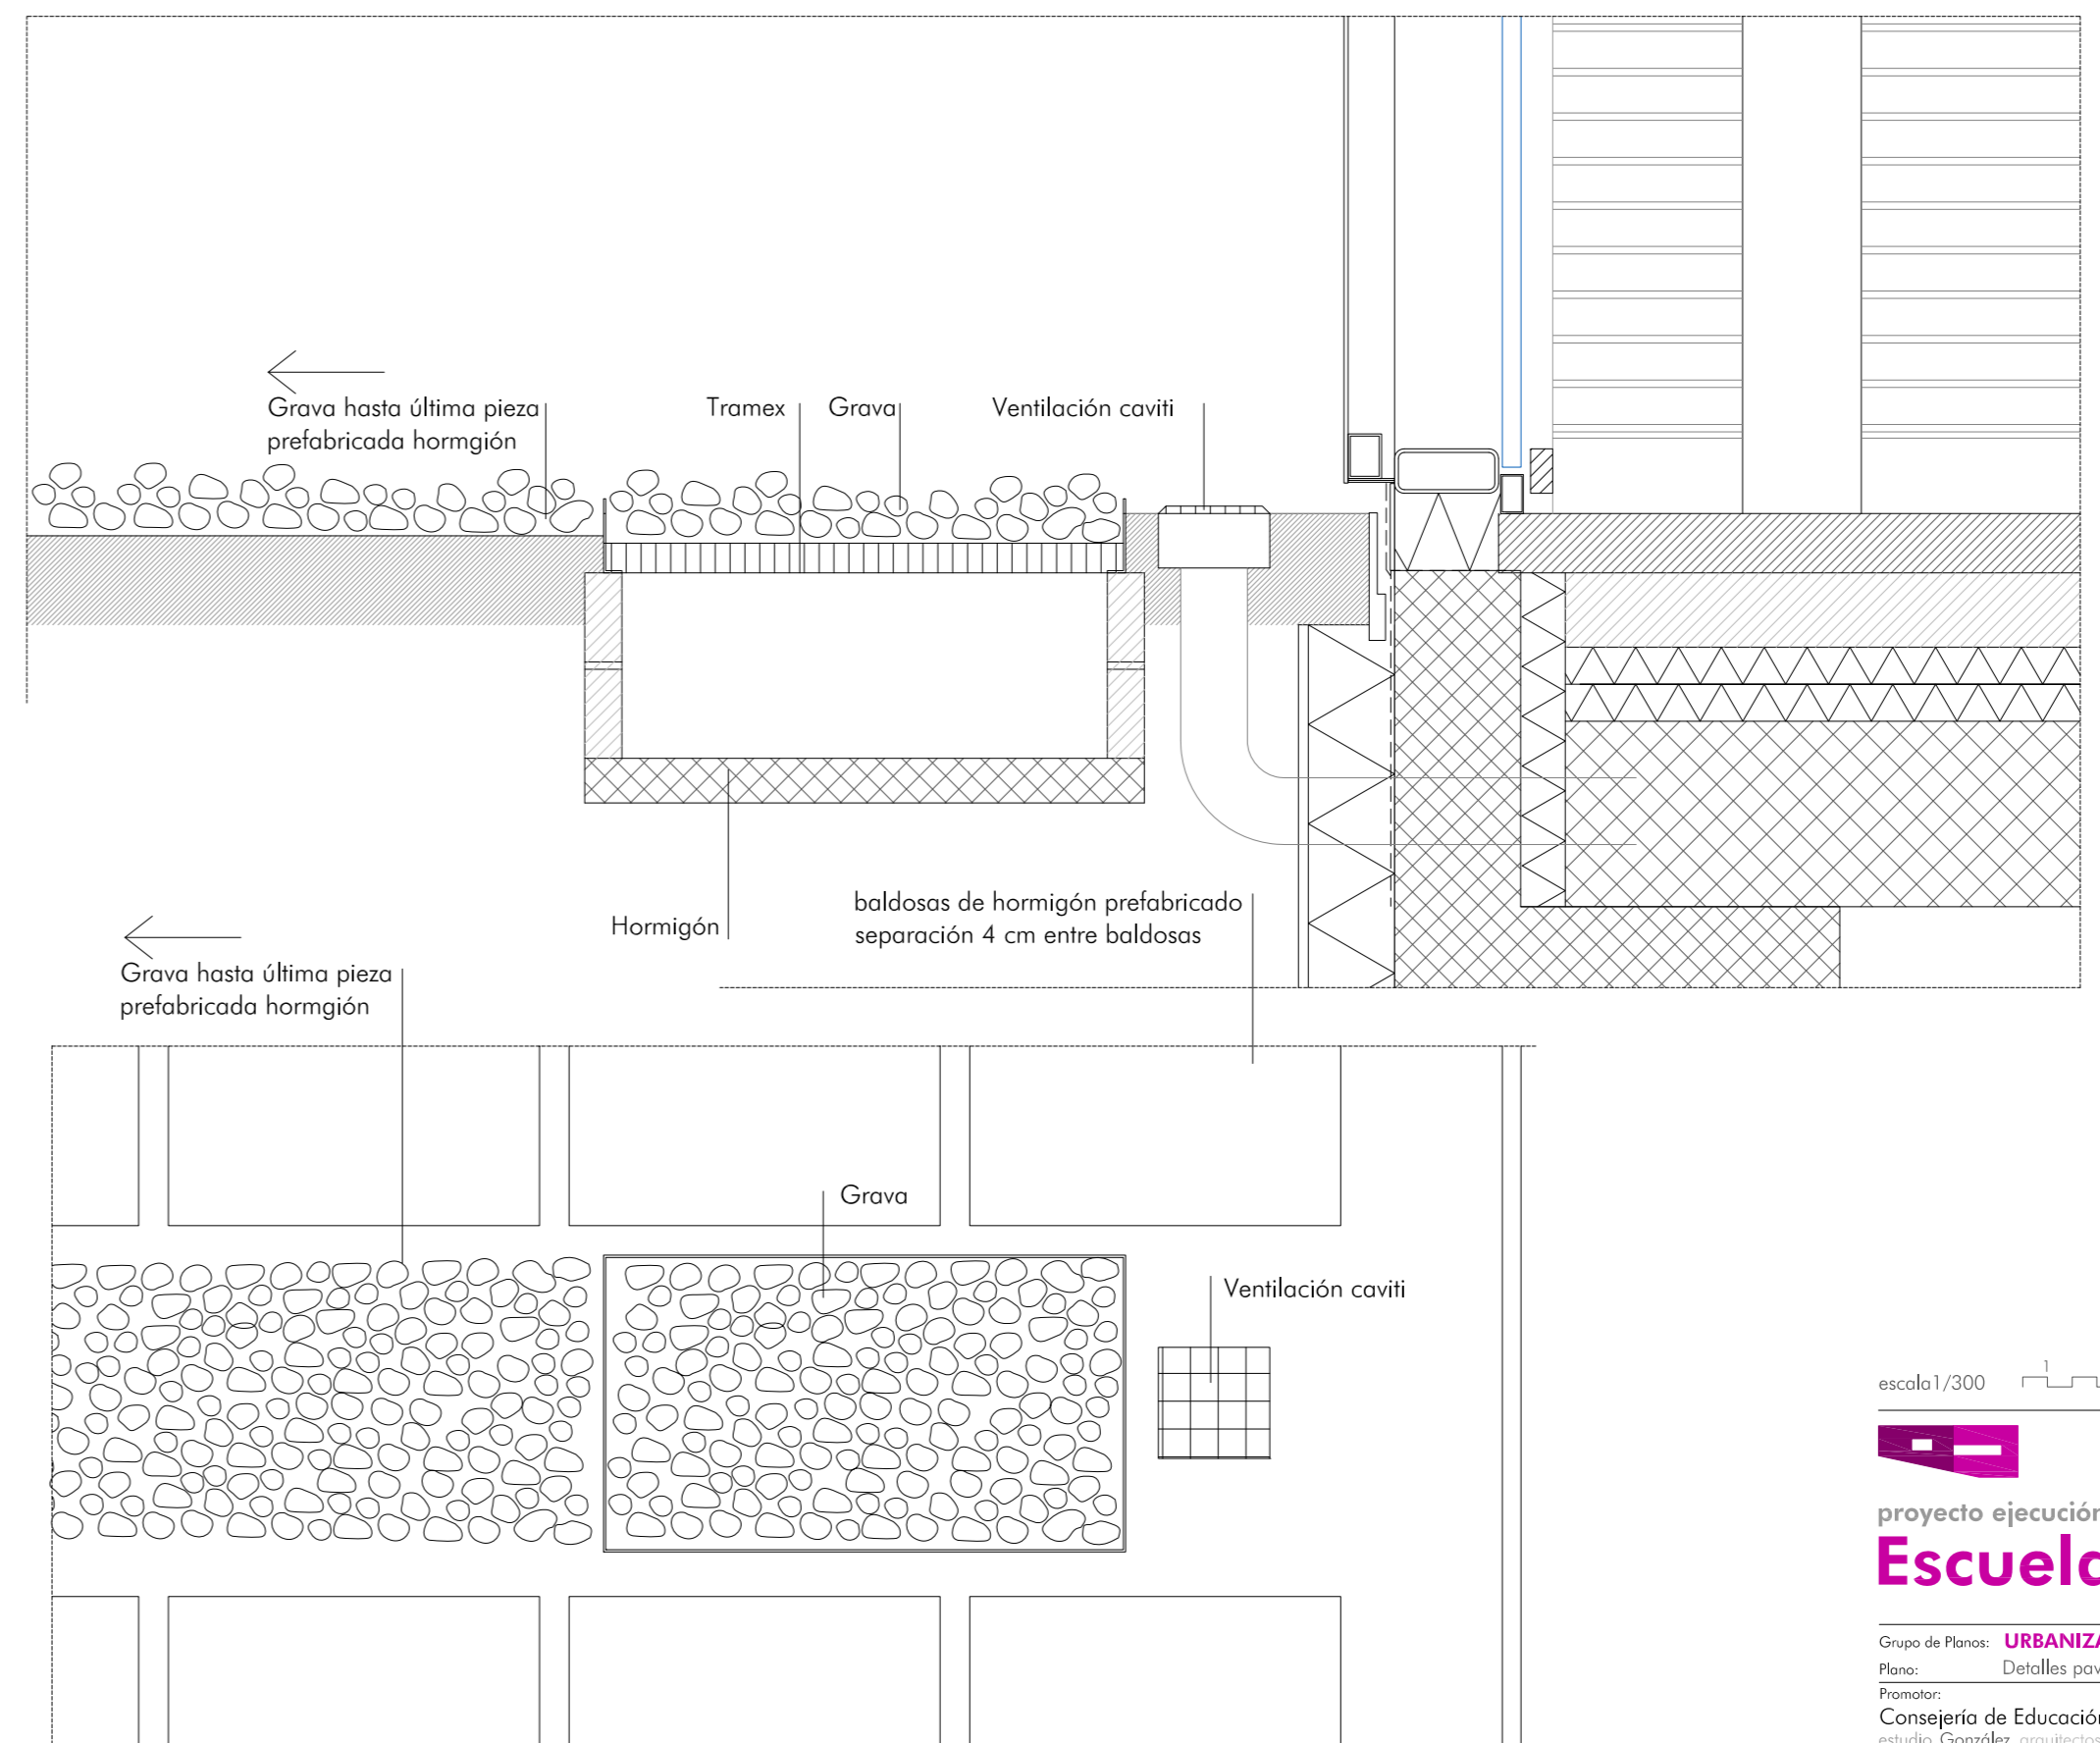 Grava hasta última pieza
prefabricada hormgión
Tramex
Grava
Ventilación caviti
Hormigón
baldosas de hormigón prefabricado
separación 4 cm entre baldosas
Grava hasta última pieza
prefabricada hormgión
Grava
Ventilación caviti
escala1/300
1
proyecto ejecución
Escuela
Grupo de Planos: URBANIZA
Plano: Detalles pav
Promotor:
Consejería de Educación
estudio González arquitectos